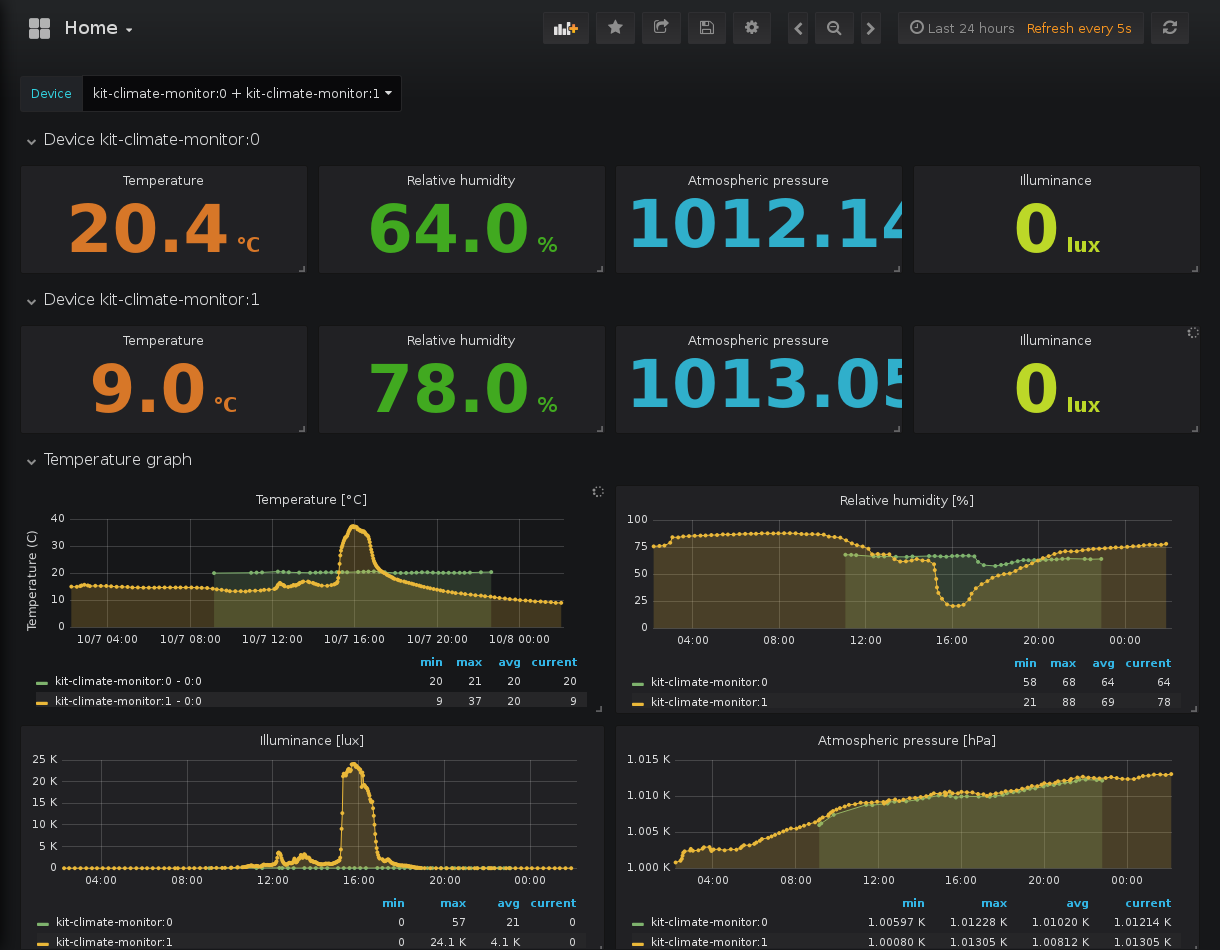 Home
Last 24 hours Refresh every 5s
Device kit-climate-monitor:0 + kit-climate-monitor:1
Device kit-climate-monitor:0
Temperature Relative humidity Atmospheric pressure Illuminance
20.4 °C 64.0 % 1012.14 0 lux
Device kit-climate-monitor:1
Temperature Relative humidity Atmospheric pressure Illuminance
9.0 °C 78.0 % 1013.05 0 lux
Temperature graph
Temperature [°C]
Temperature (C)
40
30
20
10
0
10/7 04:00 10/7 08:00 10/7 12:00 10/7 16:00 10/7 20:00 10/8 00:00
min max avg current
kit-climate-monitor:0 - 0:0 20 21 20 20
kit-climate-monitor:1 - 0:0 9 37 20 9
Relative humidity [%]
100
75
50
25
0
04:00 08:00 12:00 16:00 20:00 00:00
min max avg current
kit-climate-monitor:0 58 68 64 64
kit-climate-monitor:1 21 88 69 78
Illuminance [lux]
25 K
20 K
15 K
10 K
5 K
0
04:00 08:00 12:00 16:00 20:00 00:00
min max avg current
kit-climate-monitor:0 0 57 21 0
kit-climate-monitor:1 0 24.1 K 4.1 K 0
Atmospheric pressure [hPa]
1.015 K
1.010 K
1.005 K
1.000 K
04:00 08:00 12:00 16:00 20:00 00:00
min max avg current
kit-climate-monitor:0 1.00597 K 1.01228 K 1.01020 K 1.01214 K
kit-climate-monitor:1 1.00080 K 1.01305 K 1.00812 K 1.01305 K